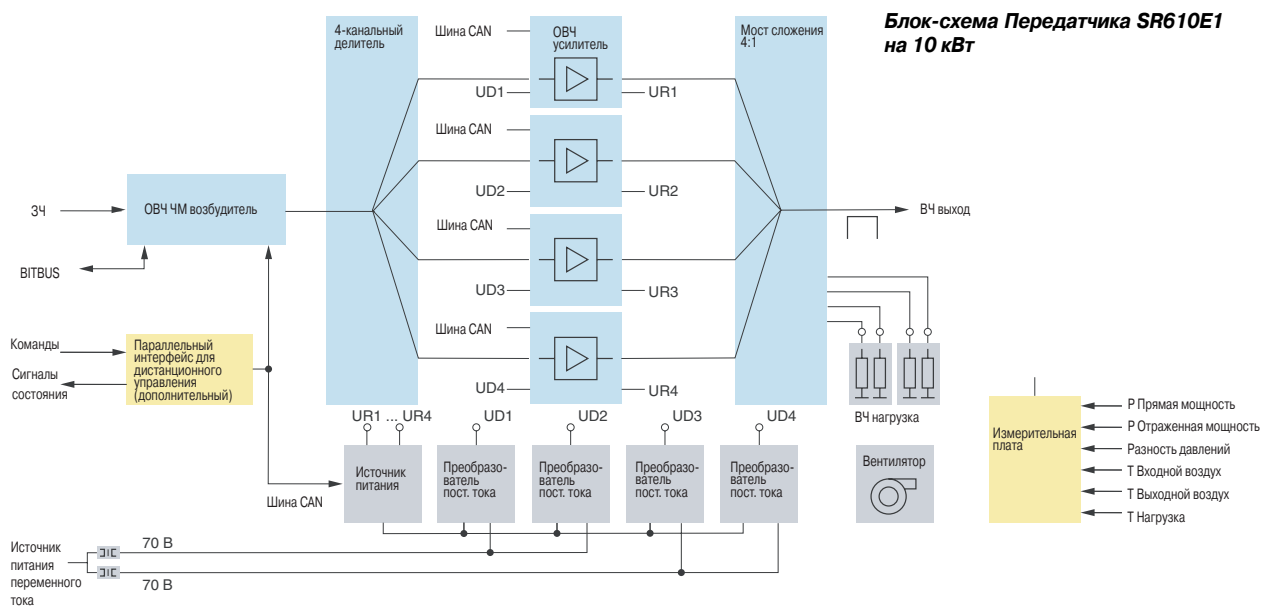 Блок-схема Передатчика SR610E1
на 10 кВт
4-канальный
делитель
Шина CAN
ОВЧ
усилитель
Мост сложения
4:1
UD1
UR1
Шина CAN
UD2
UR2
ЗЧ
ОВЧ ЧМ возбудитель
ВЧ выход
Шина CAN
BITBUS
UD3
UR3
Шина CAN
Команды
Сигналы
состояния
Параллельный
интерфейс для
дистанционного
управления
(дополнительный)
UD4
UR4
UR1 ... UR4
UD1
UD2
UD3
UD4
ВЧ нагрузка
Источник
питания
Преобразо-
ватель
пост. тока
Преобразо-
ватель
пост. тока
Преобразо-
ватель
пост. тока
Преобразо-
ватель
пост. тока
Вентилятор
Измерительная
плата
P Прямая мощность
P Отраженная мощность
Разность давлений
T Входной воздух
T Выходной воздух
T Нагрузка
Шина CAN
Источник
питания
переменного
тока
70 В
70 В